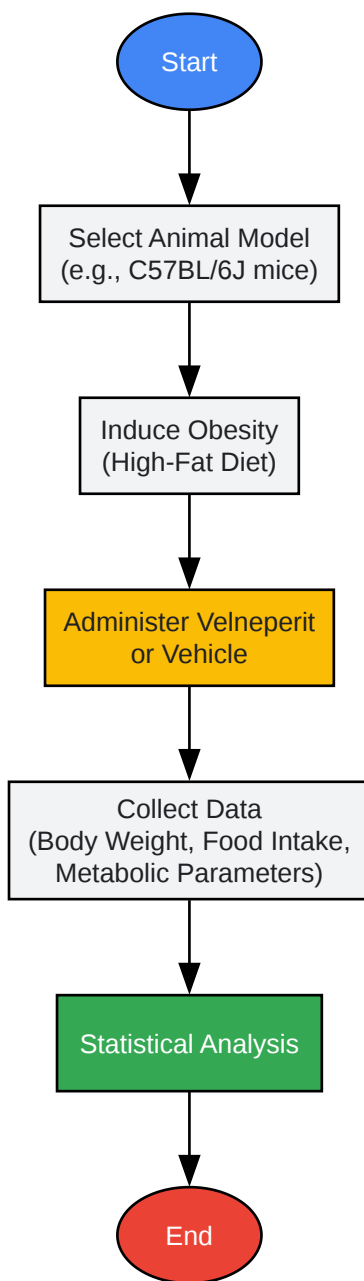 Start
Select Animal Model
(e.g., C57BL/6J mice)
Induce Obesity
(High-Fat Diet)
Administer Velneperit
or Vehicle
Collect Data
(Body Weight, Food Intake,
Metabolic Parameters)
Statistical Analysis
End